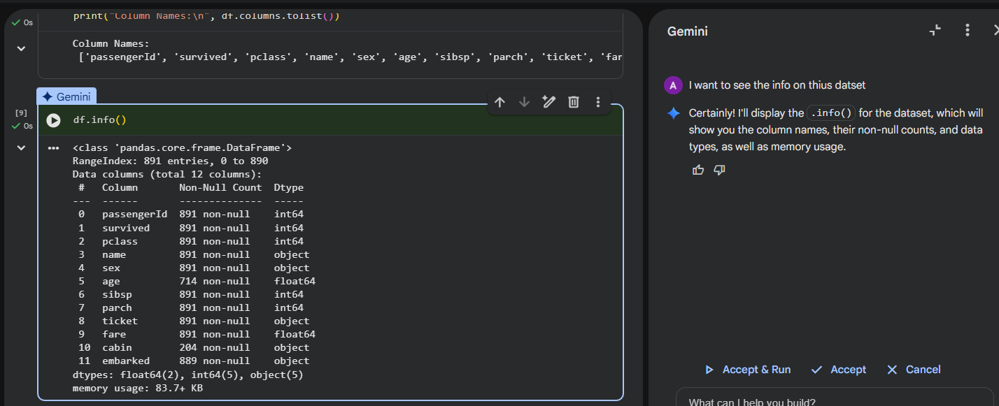 print("Column Names:\n", df.columns.tolist())
0s
Column Names:
['passengerId', 'survived', 'pclass', 'name', 'sex', 'age', 'sibsp', 'parch', 'ticket', 'far
Gemini
[9]
0s
df.info()
<class 'pandas.core.frame.DataFrame'>
RangeIndex: 891 entries, 0 to 890
Data columns (total 12 columns):
#   Column       Non-Null Count  Dtype
---  ------       --------------  -----
0   passengerId  891 non-null    int64
1   survived     891 non-null    int64
2   pclass       891 non-null    int64
3   name         891 non-null    object
4   sex          891 non-null    object
5   age          714 non-null    float64
6   sibsp        891 non-null    int64
7   parch        891 non-null    int64
8   ticket       891 non-null    object
9   fare         891 non-null    float64
10  cabin        204 non-null    object
11  embarked     889 non-null    object
dtypes: float64(2), int64(5), object(5)
memory usage: 83.7+ KB
Gemini
A
I want to see the info on thius datset
Certainly! I'll display the .info() for the dataset, which will
show you the column names, their non-null counts, and data
types, as well as memory usage.
Accept & Run
Accept
Cancel
What can I help you build?